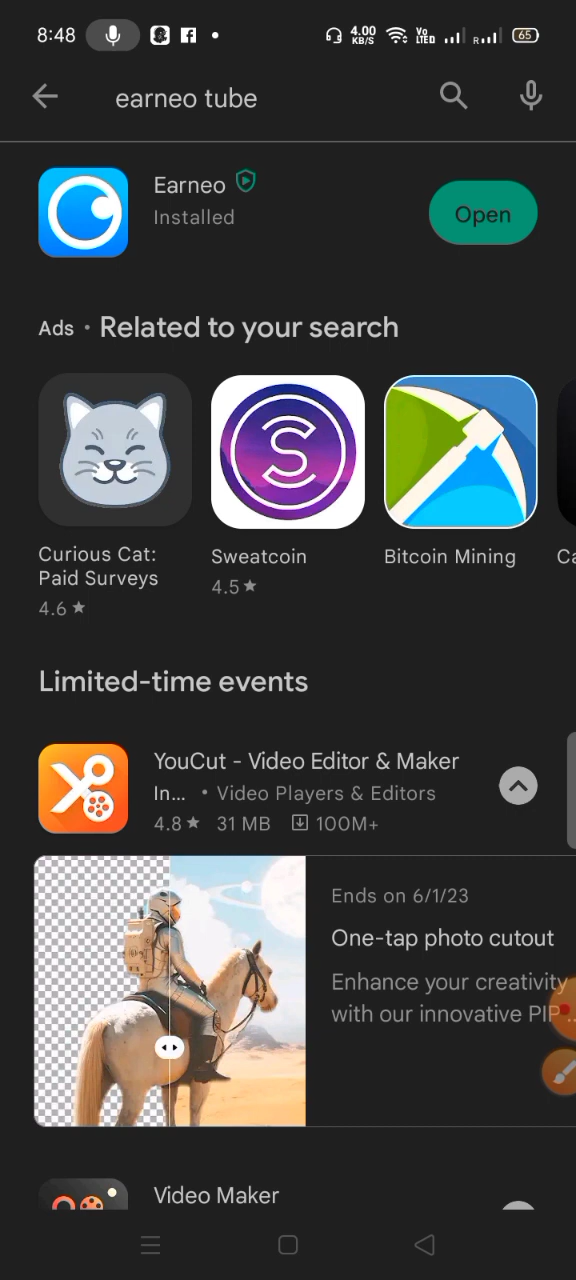 8:48
4.00
KB/S
Vo
LTED
R
65
earneo tube
Earneo
Installed
Open
Ads • Related to your search
S
Curious Cat:
Paid Surveys
4.6 ★
Sweatcoin
4.5 ★
Bitcoin Mining
Ca
Limited-time events
YouCut - Video Editor & Maker
In... • Video Players & Editors
4.8 ★ 31 MB 100M+
Ends on 6/1/23
One-tap photo cutout
Enhance your creativity
with our innovative PIP ..
Video Maker